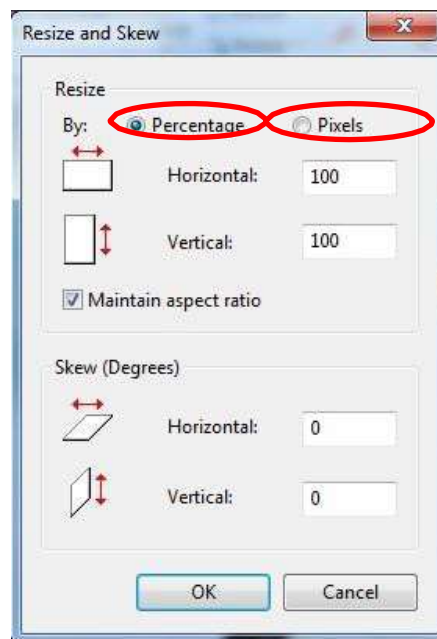 Resize and Skew
Resize
By: Percentage Pixels
Horizontal: 100
Vertical: 100
Maintain aspect ratio
Skew (Degrees)
Horizontal: 0
Vertical: 0
OK Cancel